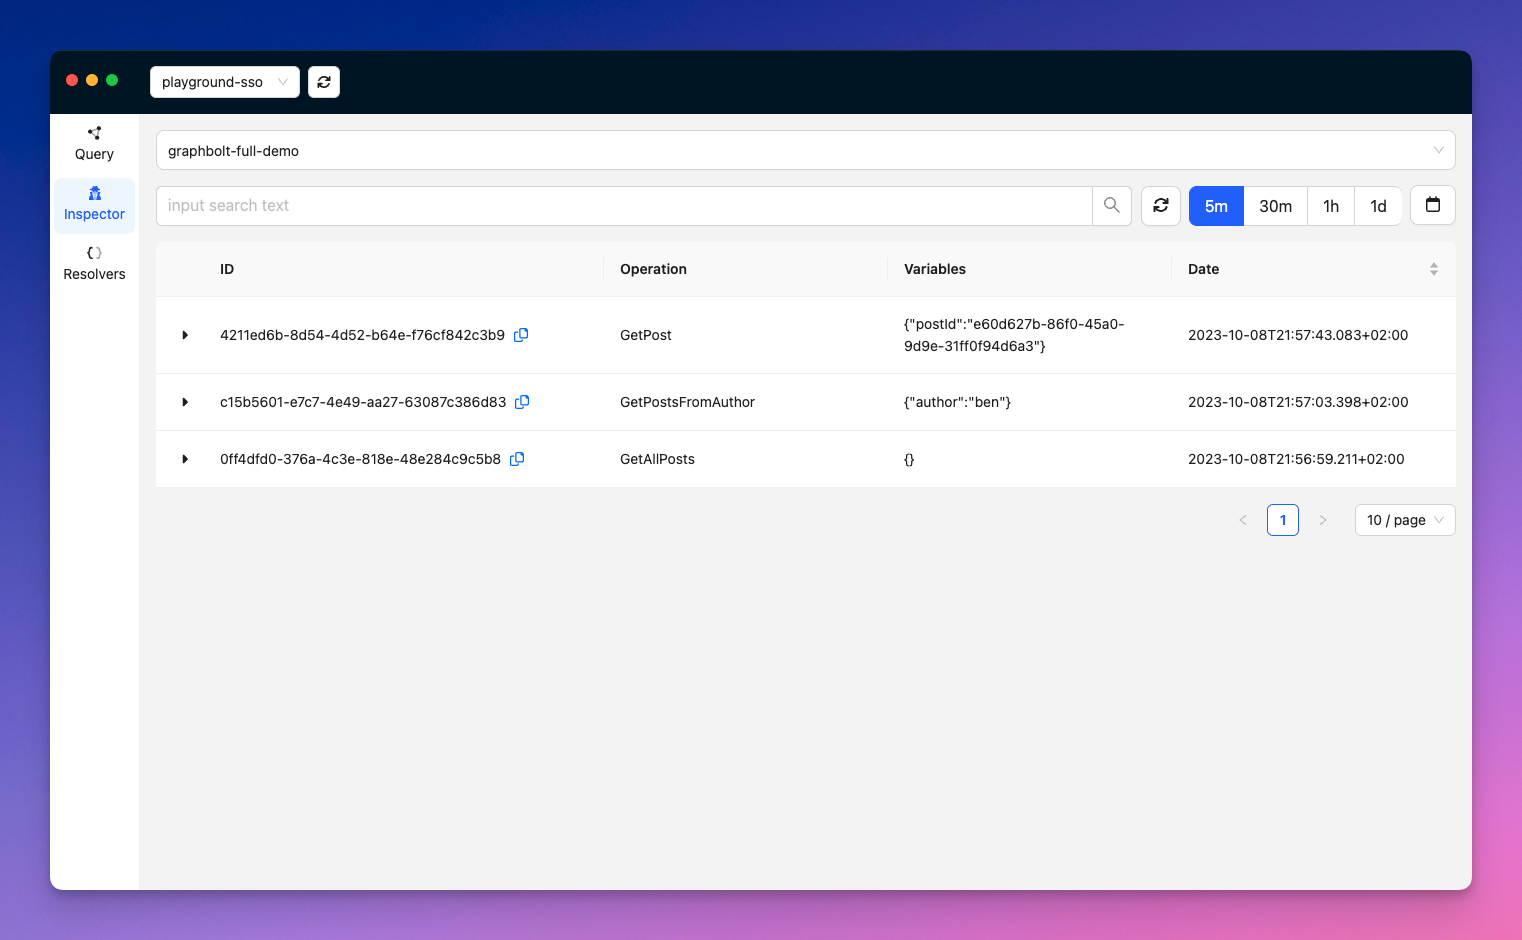 playground-sso
Query
Inspector
Resolvers
graphbolt-full-demo
input search text
5m 30m 1h 1d
ID Operation Variables Date
4211ed6b-8d54-4d52-b64e-f76cf842c3b9 GetPost {"postId":"e60d627b-86f0-45a0- 2023-10-08T21:57:43.083+02:00
9d9e-31ff0f94d6a3"}
c15b5601-e7c7-4e49-aa27-63087c386d83 GetPostsFromAuthor {"author":"ben"} 2023-10-08T21:57:03.398+02:00
0ff4dfd0-376a-4c3e-818e-48e284c9c5b8 GetAllPosts {} 2023-10-08T21:56:59.211+02:00
< 1 > 10 / page